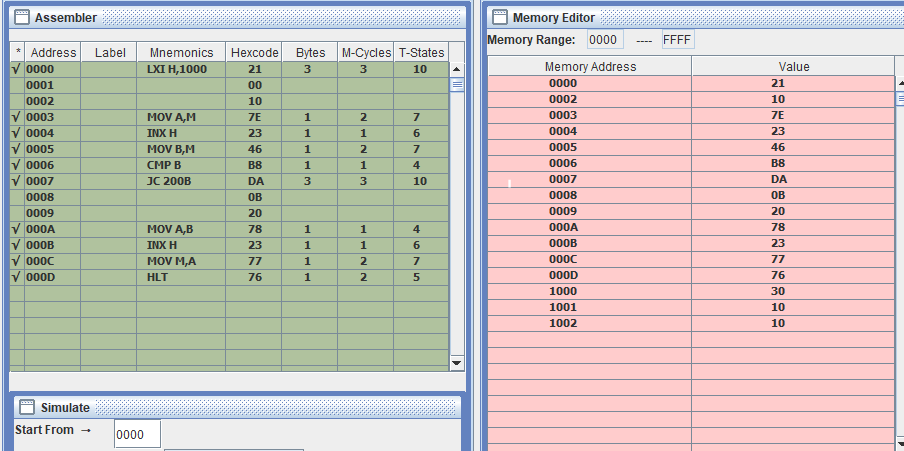 Assembler
* Address Label Mnemonics Hexcode Bytes M-Cycles T-States
√ 0000 LXI H,1000 21 3 3 10
0001 00
0002 10
√ 0003 MOV A,M 7E 1 2 7
√ 0004 INX H 23 1 1 6
√ 0005 MOV B,M 46 1 2 7
√ 0006 CMP B B8 1 1 4
√ 0007 JC 200B DA 3 3 10
0008 0B
0009 20
√ 000A MOV A,B 78 1 1 4
√ 000B INX H 23 1 1 6
√ 000C MOV M,A 77 1 2 7
√ 000D HLT 76 1 2 5
Simulate
Start From → 0000
Memory Editor
Memory Range: 0000 ---- FFFF
Memory Address Value
0000 21
0002 10
0003 7E
0004 23
0005 46
0006 B8
0007 DA
0008 0B
0009 20
000A 78
000B 23
000C 77
000D 76
1000 30
1001 10
1002 10